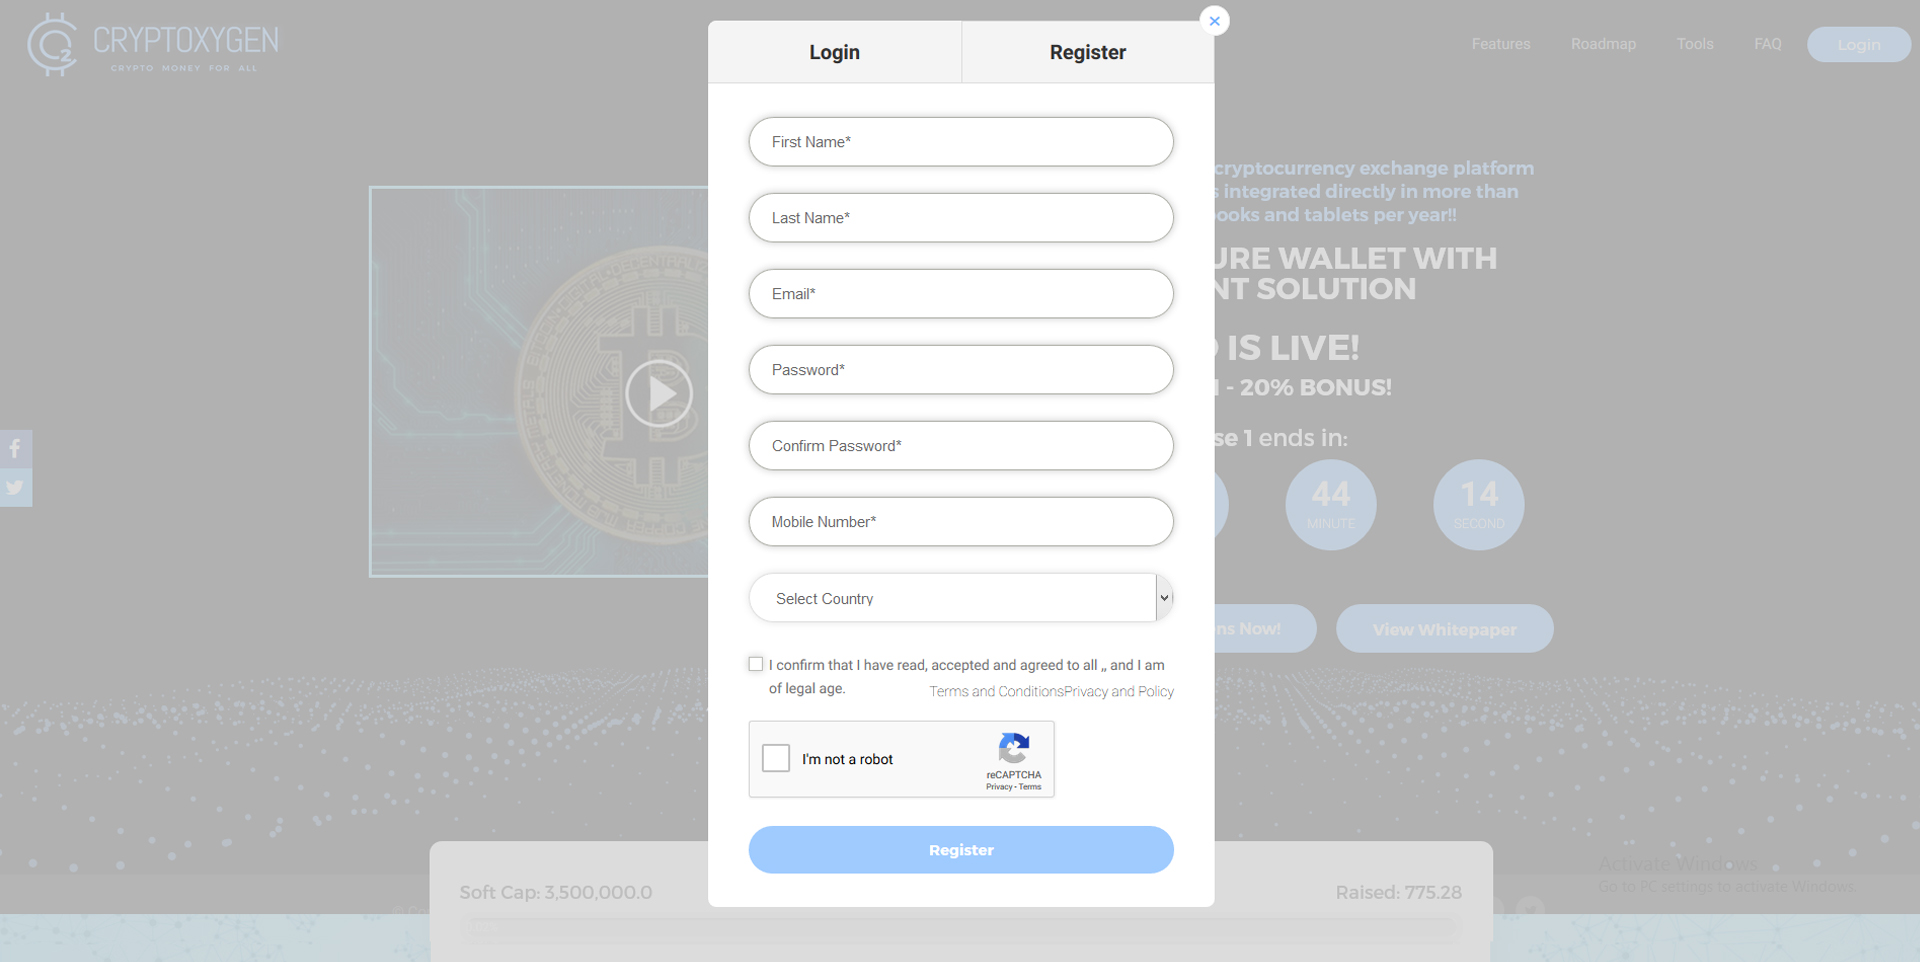 CRYPTOXYGEN
CRYPTO MONEY FOR ALL
Features
Roadmap
Tools
FAQ
Login
Login
Register
First Name*
Last Name*
Email*
Password*
Confirm Password*
Mobile Number*
Select Country
I confirm that I have read, accepted and agreed to all ,, and I am
of legal age.
Terms and ConditionsPrivacy and Policy
I'm not a robot
reCAPTCHA
Privacy - Terms
Register
cryptocurrency exchange platform
integrated directly in more than
and tablets per year!!
WALLET WITH
SOLUTION
IS LIVE!
- 20% BONUS!
1 ends in:
44
MINUTE
14
SECOND
Now!
View Whitepaper
Soft Cap: 3,500,000.0
Raised: 775.28
Activate Windows
Go to PC settings to activate Windows.